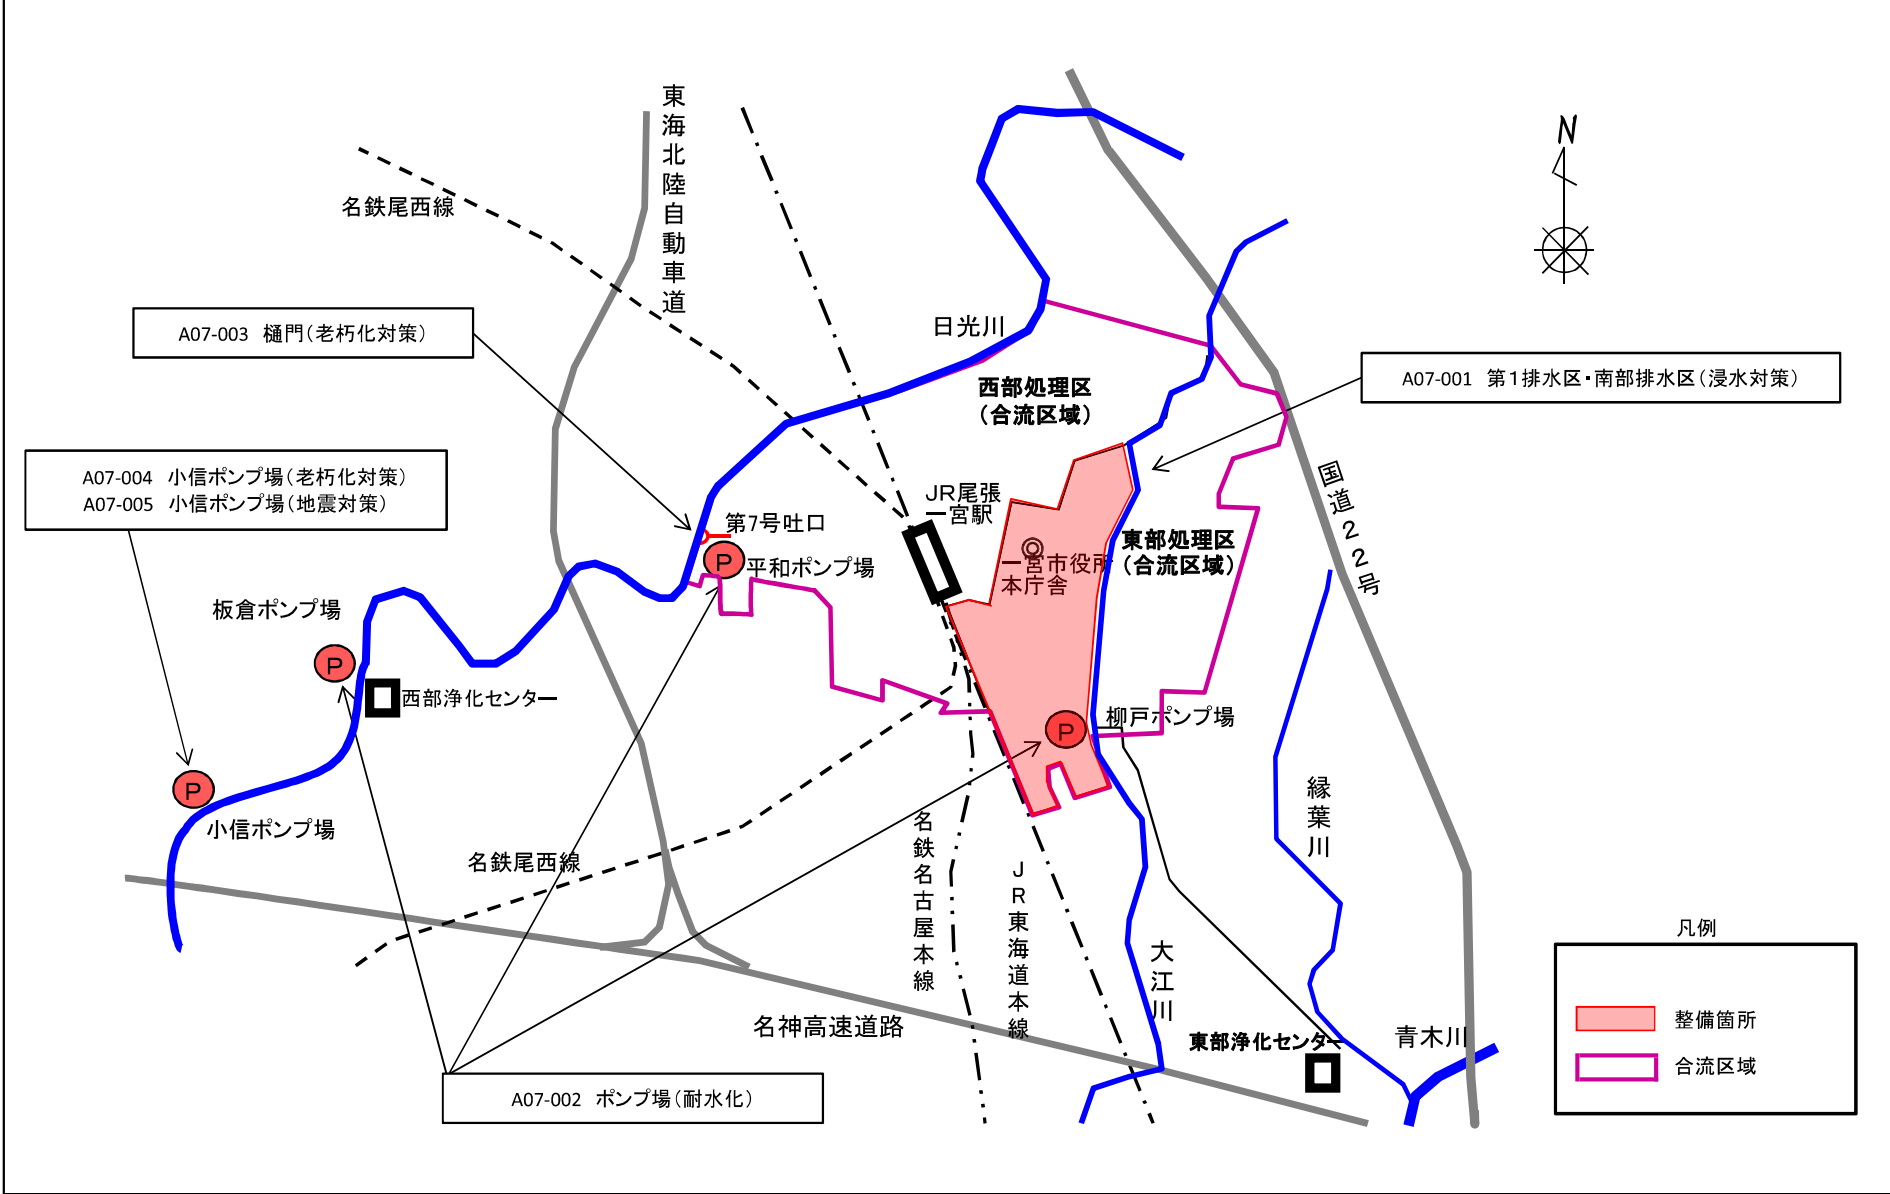 東海北陸自動車道
N
名鉄尾西線
A07-003 樋門(老朽化対策)
日光川
西部処理区
(合流区域)
A07-001 第1排水区・南部排水区(浸水対策)
A07-004 小信ポンプ場(老朽化対策)
A07-005 小信ポンプ場(地震対策)
国道22号
JR尾張
一宮駅
第7号吐口
P
平和ポンプ場
東部処理区
(合流区域)
一宮市役所
本庁舎
板倉ポンプ場
P
西部浄化センター
柳戸ポンプ場
P
P
小信ポンプ場
縁葉川
名鉄尾西線
名鉄名古屋本線
JR東海道本線
大江川
名神高速道路
東部浄化センター
青木川
凡例
整備箇所
合流区域
A07-002 ポンプ場(耐水化)